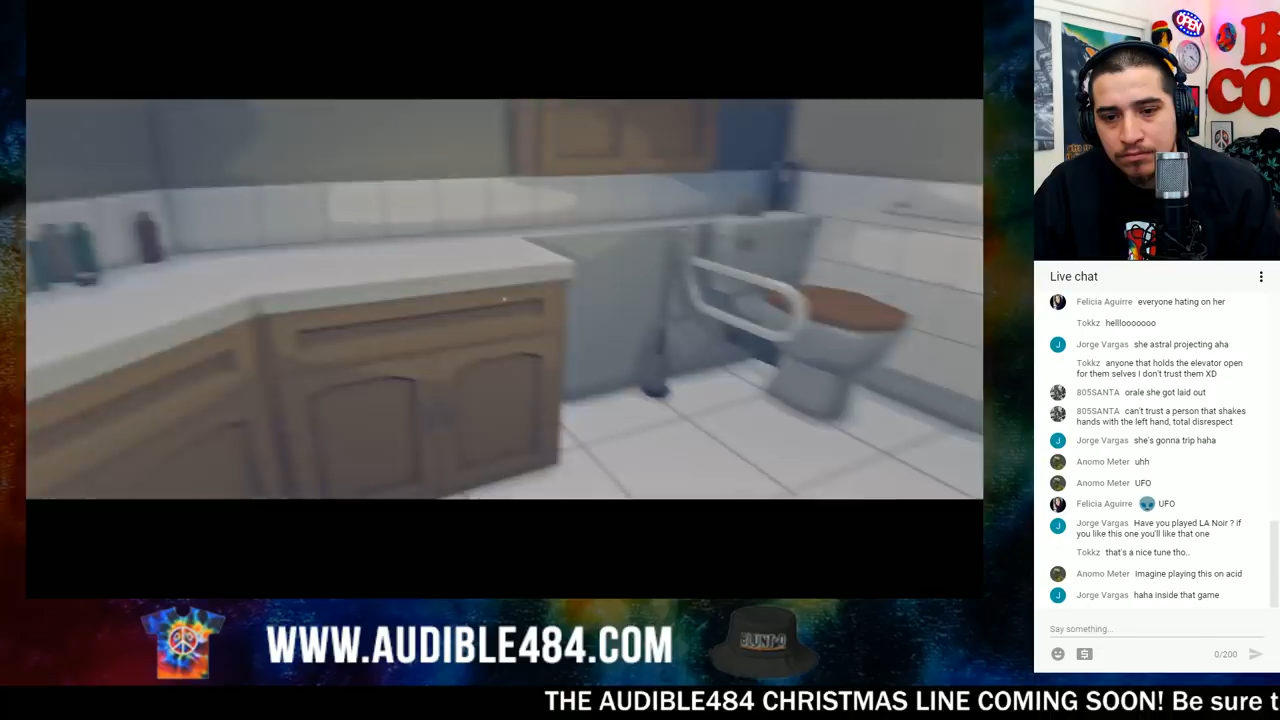 OPEN
B
CO
Live chat
Felicia Aguirre everyone hating on her
Tokkz hellloooooooo
Jorge Vargas she astral projecting aha
Tokkz anyone that holds the elevator open
for them selves I don't trust them XD
805SANTA orale she got laid out
805SANTA can't trust a person that shakes
hands with the left hand, total disrespect
Jorge Vargas she's gonna trip haha
Anomo Meter uhh
Anomo Meter UFO
Felicia Aguirre UFO
Jorge Vargas Have you played LA Noir ? if
you like this one you'll like that one
Tokkz that's a nice tune tho..
Anomo Meter Imagine playing this on acid
Jorge Vargas haha inside that game
Say something...
0/200
WWW.AUDIBLE484.COM
THE AUDIBLE484 CHRISTMAS LINE COMING SOON! Be sure t